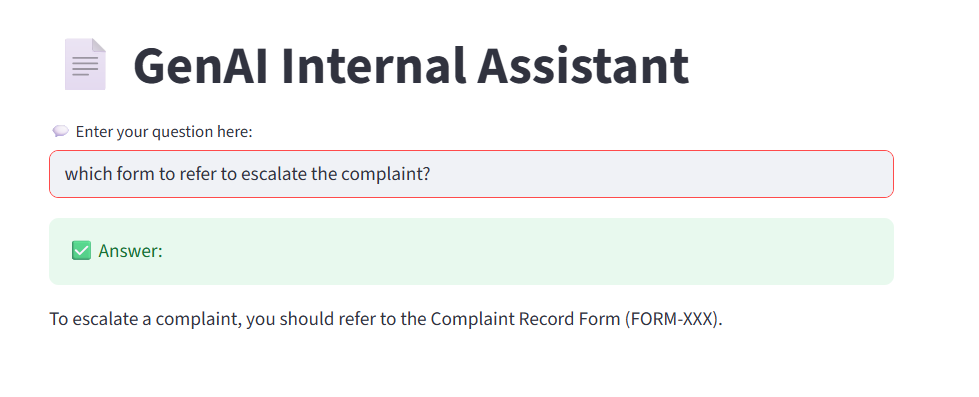 GenAI Internal Assistant
Enter your question here:
which form to refer to escalate the complaint?
Answer:
To escalate a complaint, you should refer to the Complaint Record Form (FORM-XXX).